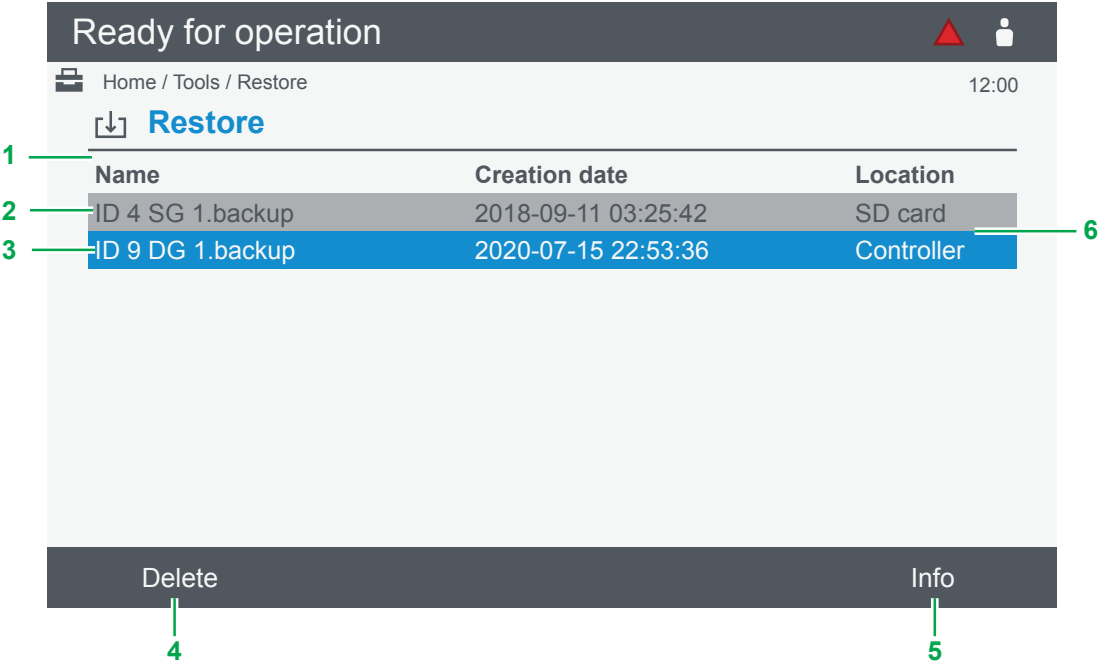 Ready for operation
Home / Tools / Restore 12:00
Restore
1
Name Creation date Location
2 ID 4 SG 1.backup 2018-09-11 03:25:42 SD card
6
3 ID 9 DG 1.backup 2020-07-15 22:53:36 Controller
Delete Info
4 5